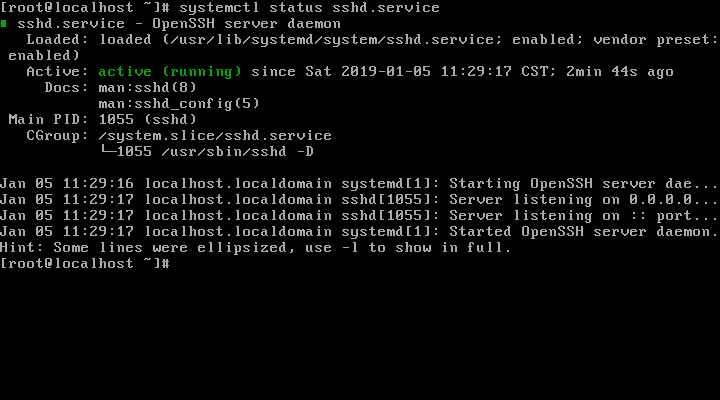 [root@localhost ~]# systemctl status sshd.service
sshd.service - OpenSSH server daemon
Loaded: loaded (/usr/lib/systemd/system/sshd.service; enabled; vendor preset:
enabled)
Active: active (running) since Sat 2019-01-05 11:29:17 CST; 2min 44s ago
Docs: man:sshd(8)
man:sshd_config(5)
Main PID: 1055 (sshd)
CGroup: /system.slice/sshd.service
└─1055 /usr/sbin/sshd -D
Jan 05 11:29:16 localhost.localdomain systemd[1]: Starting OpenSSH server dae...
Jan 05 11:29:17 localhost.localdomain sshd[1055]: Server listening on 0.0.0.0...
Jan 05 11:29:17 localhost.localdomain sshd[1055]: Server listening on :: port...
Jan 05 11:29:17 localhost.localdomain systemd[1]: Started OpenSSH server daemon.
Hint: Some lines were ellipsized, use -l to show in full.
[root@localhost ~]#